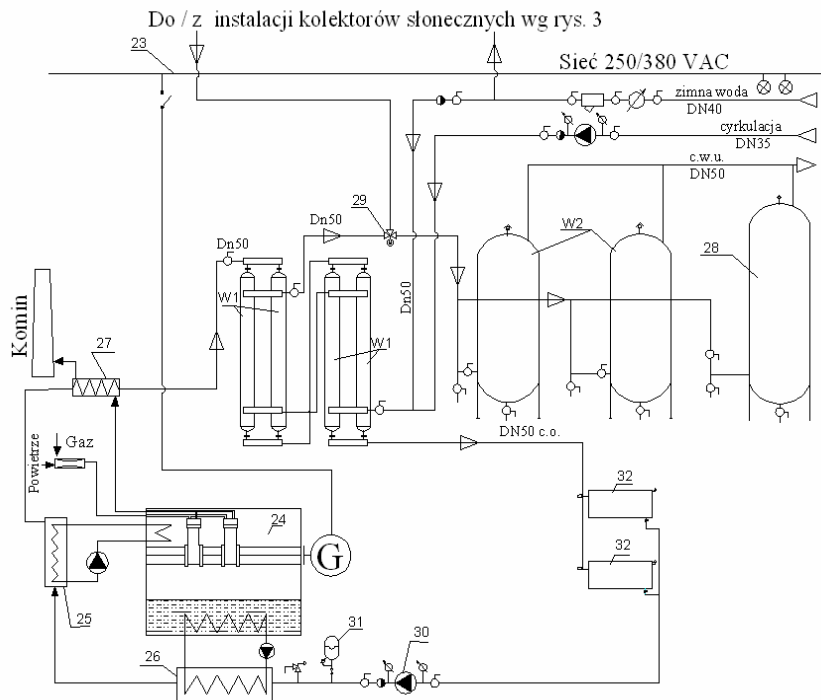 Do / z instalacji kolektorów słonecznych wg rys. 3
23
Sieć 250/380 VAC
zimna woda
DN40
cyrkulacja
DN35
c.w.u.
DN50
29
Dn50
W2
28
Dn50
W1
W1
Dn50
Komin
27
DN50 c.o.
Gaz
Powietrze
24
G
32
32
25
26
31
30